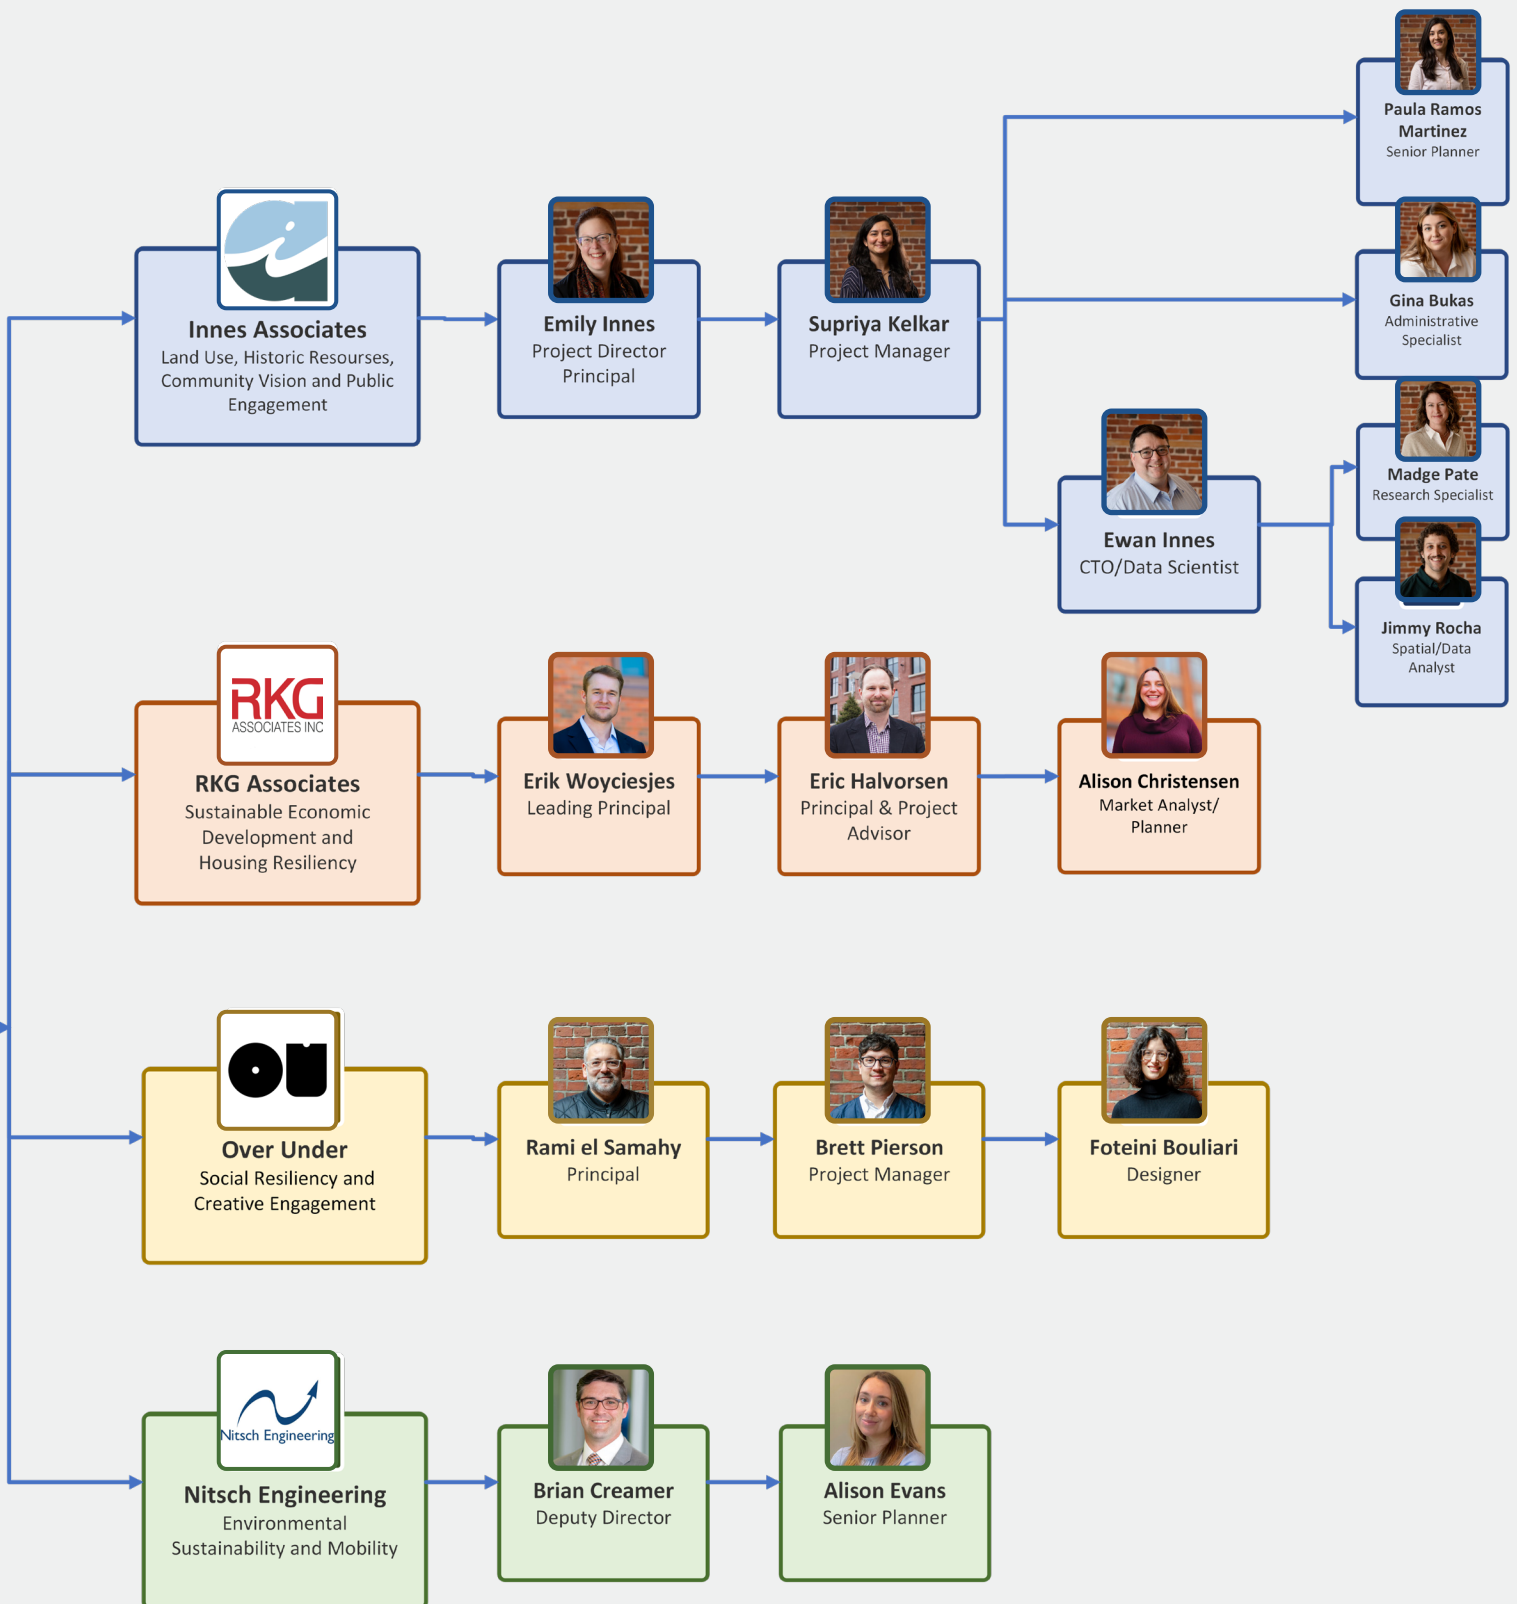 Paula Ramos
Martinez
Senior Planner
Gina Bukas
Administrative
Specialist
Innes Associates
Land Use, Historic Resourses,
Community Vision and Public
Engagement
Emily Innes
Project Director
Principal
Supriya Kelkar
Project Manager
Madge Pate
Research Specialist
Ewan Innes
CTO/Data Scientist
Jimmy Rocha
Spatial/Data
Analyst
RKG
ASSOCIATES INC
RKG Associates
Sustainable Economic
Development and
Housing Resiliency
Erik Woyciesjes
Leading Principal
Eric Halvorsen
Principal & Project
Advisor
Alison Christensen
Market Analyst/
Planner
OU
Over Under
Social Resiliency and
Creative Engagement
Rami el Samahy
Principal
Brett Pierson
Project Manager
Foteini Bouliari
Designer
Nitsch Engineering
Nitsch Engineering
Environmental
Sustainability and Mobility
Brian Creamer
Deputy Director
Alison Evans
Senior Planner